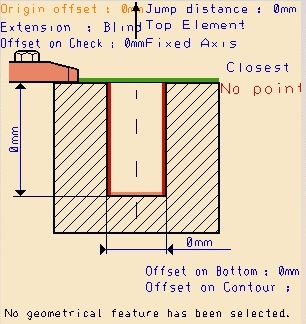 Origin offset : 0mm
Jump distance : 0mm
Extension : Blind
Top Element
Offset on Check : 0mm
Fixed Axis
Closest
No point
0mm
0mm
Offset on Bottom : 0mm
Offset on Contour :
No geometrical feature has been selected.